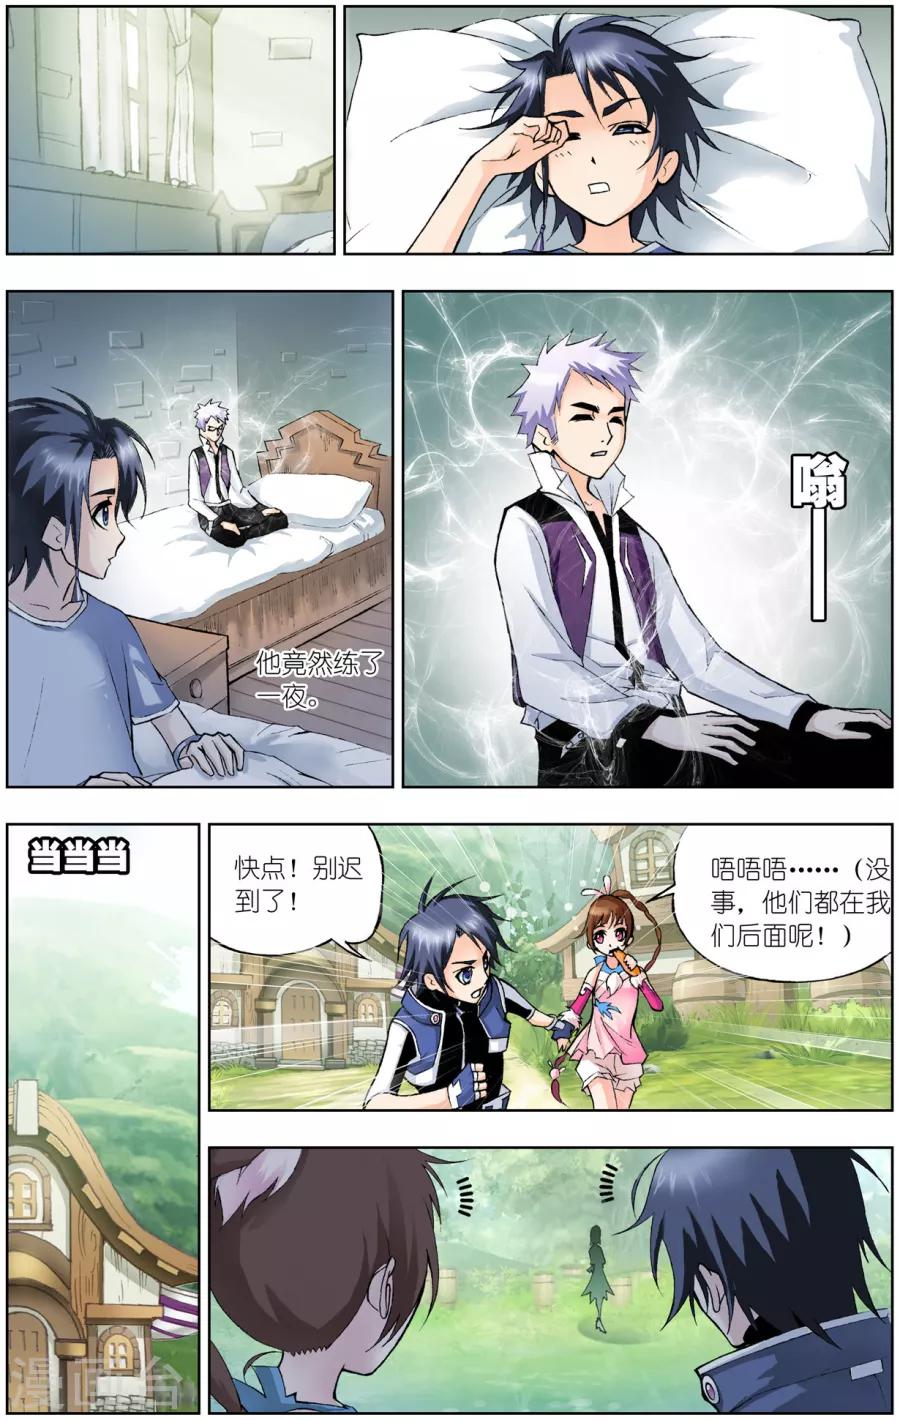 他竟然练了
一夜。
嗡——
当当当
快点！别迟
到了！
唔唔唔……（没
事，他们都在我
们后面呢！）
漫画台